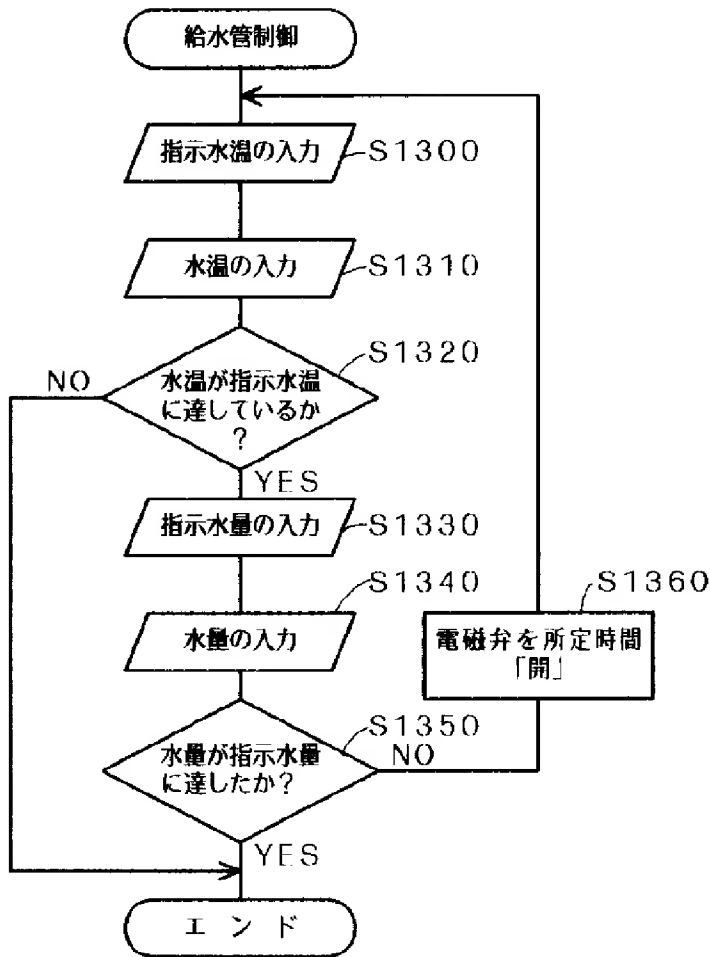 給水管制御
指示水温の入力
S1300
水温の入力
S1310
S1320
NO
水温が指示水温
に達しているか
?
YES
指示水量の入力
S1330
S1340
水量の入力
S1360
電磁弁を所定時間
「開」
S1350
水量が指示水量
に達したか?
NO
YES
エンド